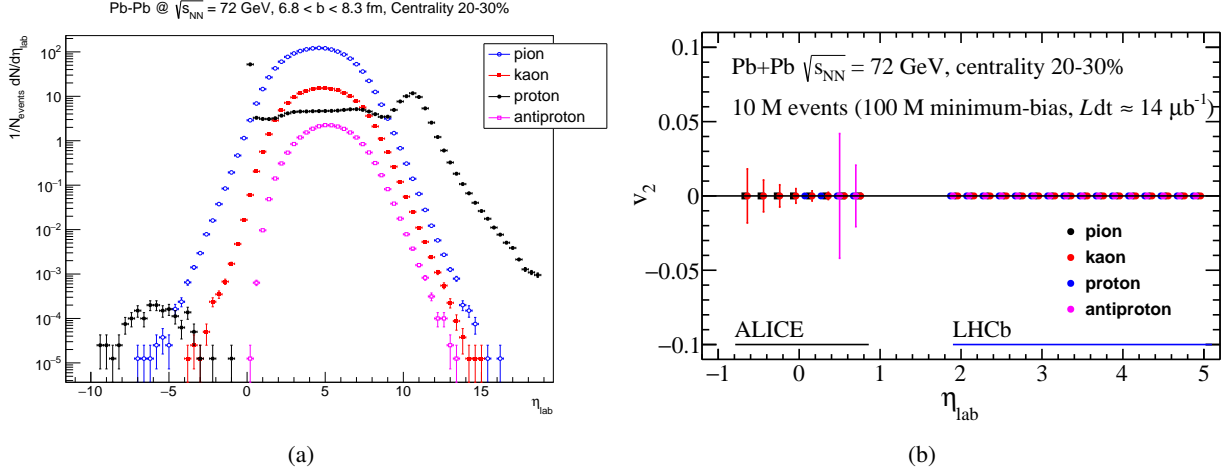 Pb-Pb @ √s_NN = 72 GeV, 6.8 < b < 8.3 fm, Centrality 20-30%
1/N_events dN/dη_lab
10²
10
1
10⁻¹
10⁻²
10⁻³
10⁻⁴
10⁻⁵
−10 −5 0 5 10 15
η_lab
pion
kaon
proton
antiproton
(a)
v₂
0.1
0.05
0
−0.05
−0.1
Pb+Pb √s_NN = 72 GeV, centrality 20-30%
10 M events (100 M minimum-bias, Ldt ≈ 14 μb⁻¹)
pion
kaon
proton
antiproton
ALICE
LHCb
−1 0 1 2 3 4 5
η_lab
(b)